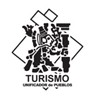 TURISMO
UNIFICADOR de PUEBLOS